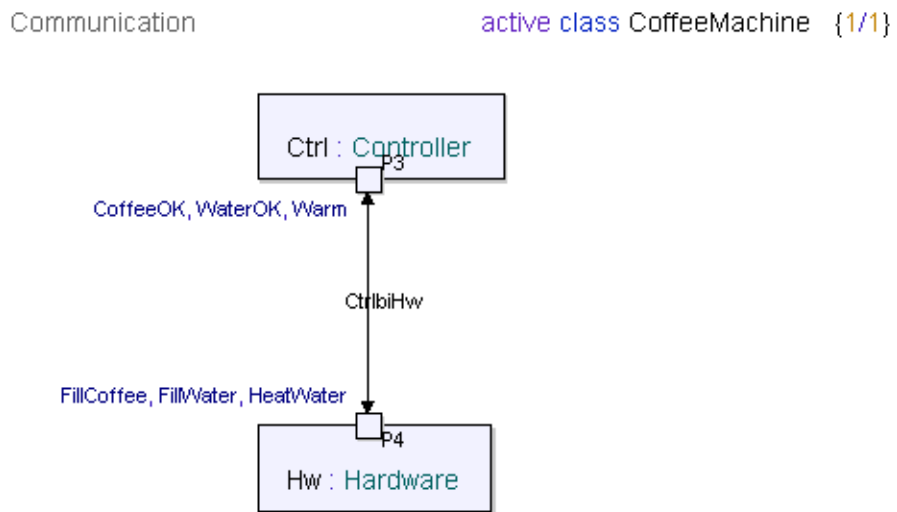 Communication
active class CoffeeMachine {1/1}
Ctrl : Controller
P3
CoffeeOK, WaterOK, Warm
CtrlbiHw
FillCoffee, FillWater, HeatWater
P4
Hw : Hardware